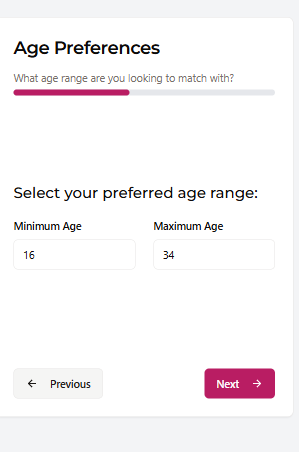 Age Preferences
What age range are you looking to match with?
Select your preferred age range:
Minimum Age
Maximum Age
16
34
← Previous
Next →